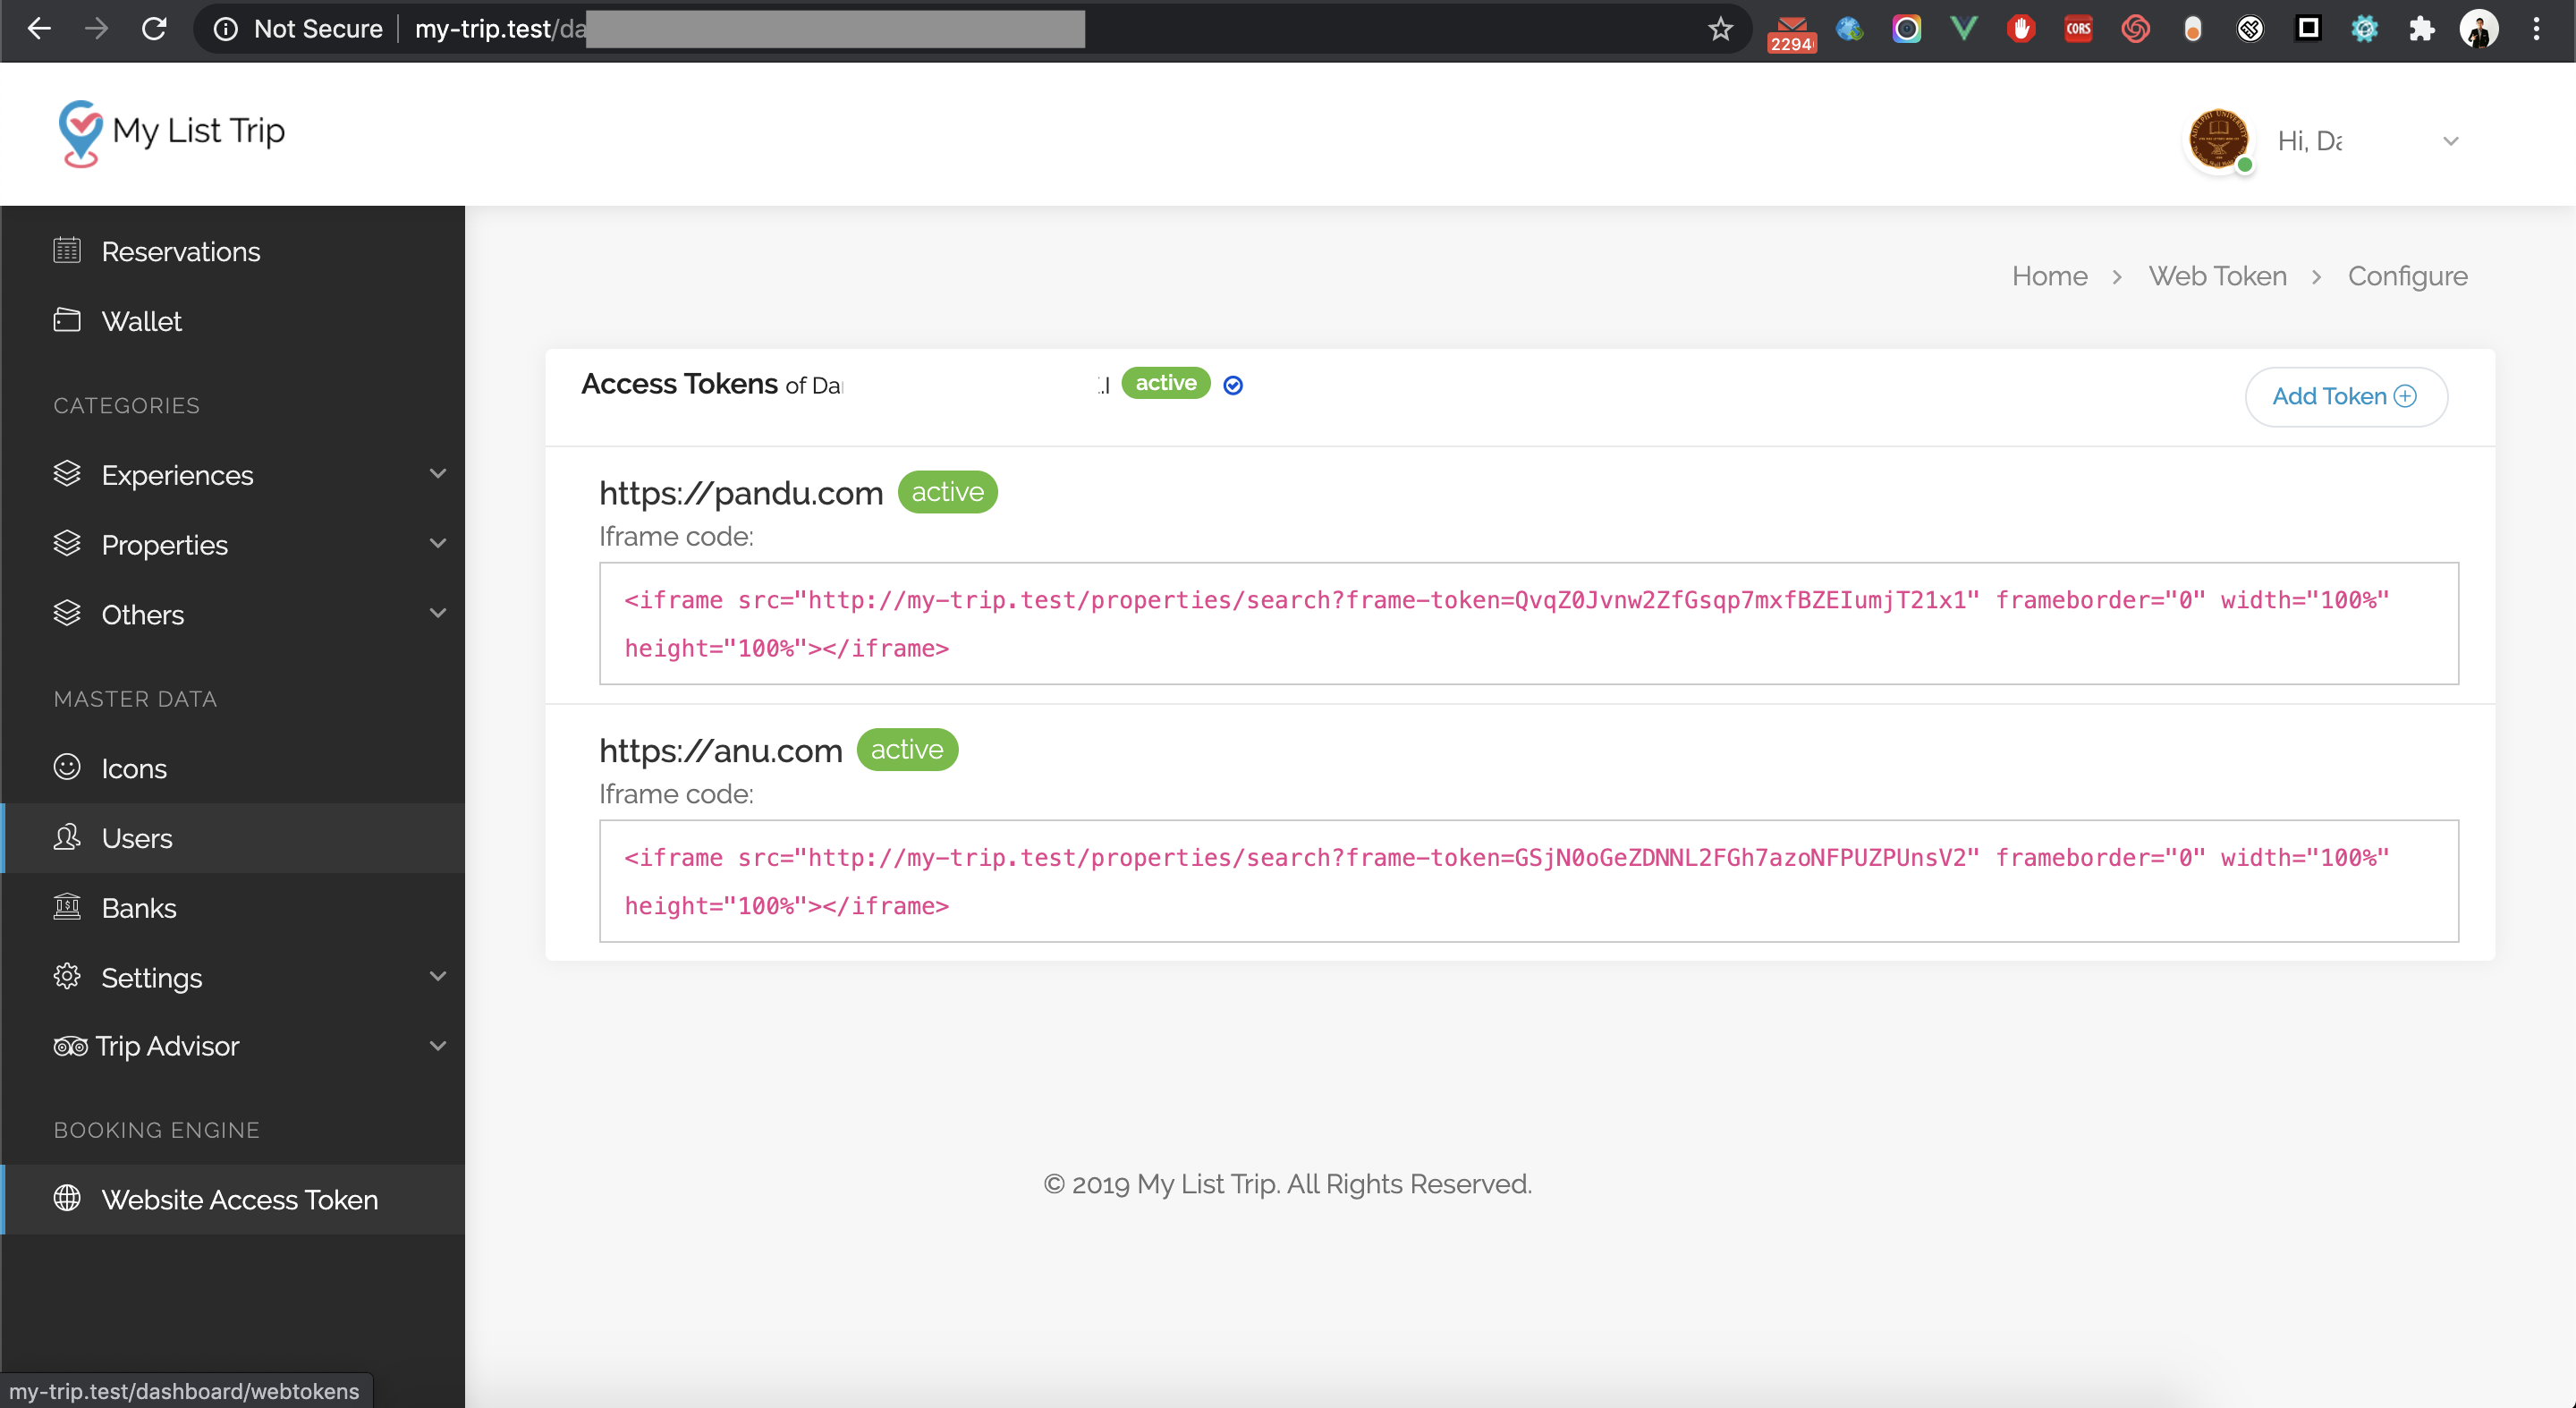 Not Secure my-trip.test/da
2294
CORS
My List Trip
Hi, Da
Reservations
Wallet
CATEGORIES
Experiences
Properties
Others
MASTER DATA
Icons
Users
Banks
Settings
Trip Advisor
BOOKING ENGINE
Website Access Token
my-trip.test/dashboard/webtokens
Home > Web Token > Configure
Access Tokens of Da active
Add Token
https://pandu.com active
Iframe code:
<iframe src="http://my-trip.test/properties/search?frame-token=QvqZ0Jvnw2ZfGsqp7mxfBZEIumjT21x1" frameborder="0" width="100%"
height="100%"></iframe>
https://anu.com active
Iframe code:
<iframe src="http://my-trip.test/properties/search?frame-token=GSjN0oGeZDNNL2FGh7azoNFPUZPUnsV2" frameborder="0" width="100%"
height="100%"></iframe>
© 2019 My List Trip. All Rights Reserved.